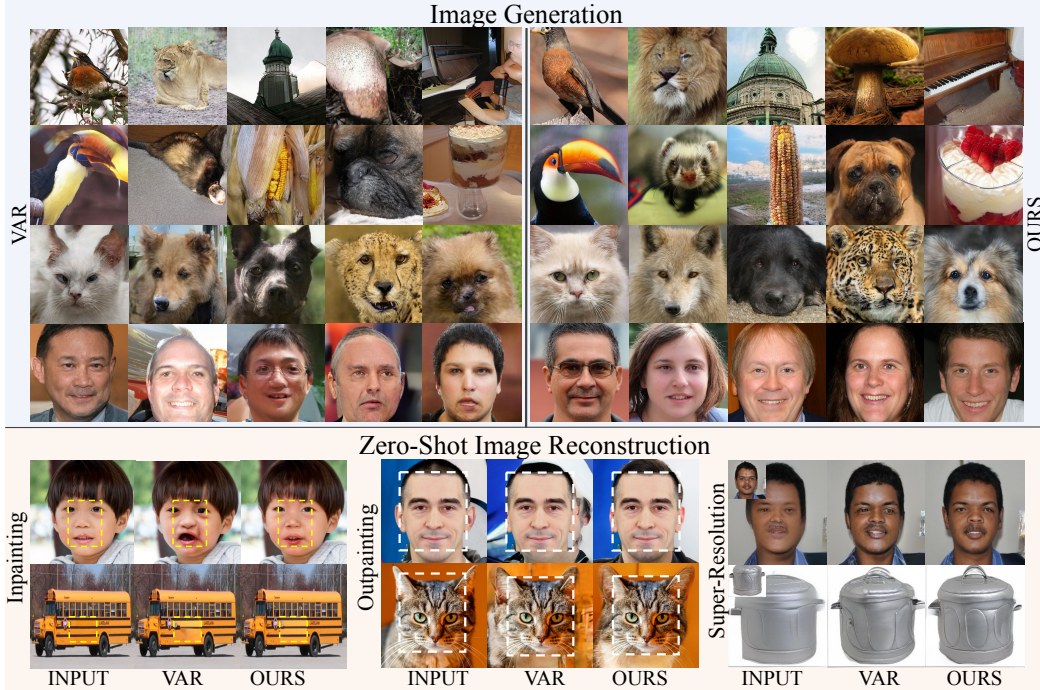 Image Generation
VAR
OURS
Zero-Shot Image Reconstruction
Inpainting
INPUT VAR OURS
Outpainting
INPUT VAR OURS
Super-Resolution
INPUT VAR OURS